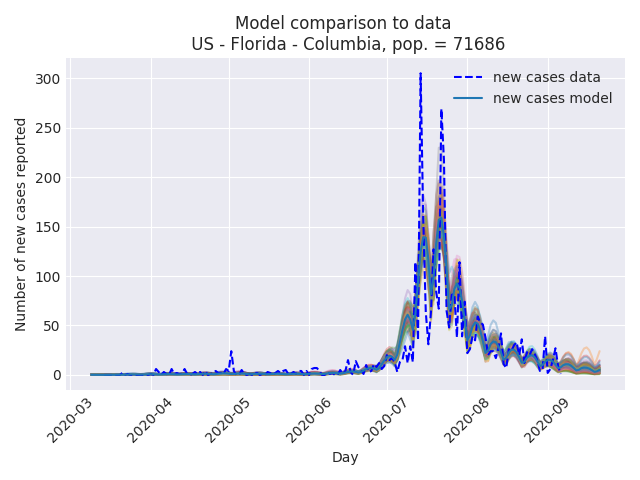 Model comparison to data
US - Florida - Columbia, pop. = 71686
new cases data
new cases model
Number of new cases reported
300
250
200
150
100
50
0
2020-03
2020-04
2020-05
2020-06
2020-07
2020-08
2020-09
Day